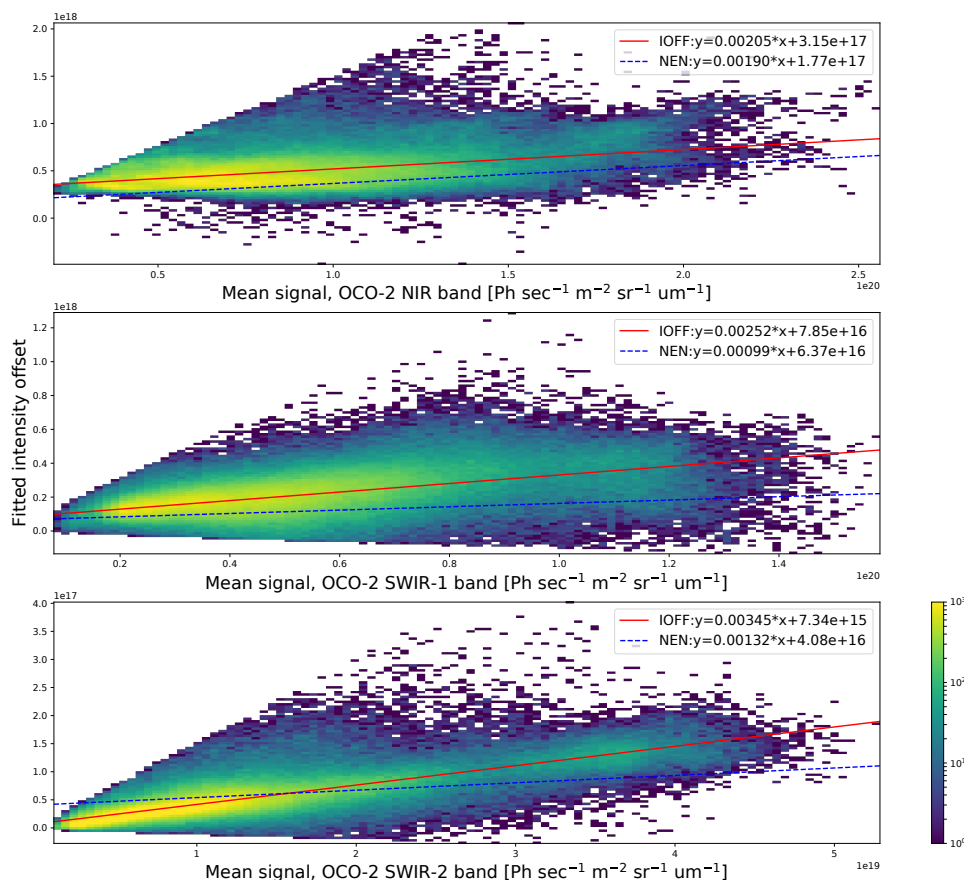 1e18
2.0
1.5
1.0
0.5
0.0
IOFF:y=0.00205*x+3.15e+17
NEN:y=0.00190*x+1.77e+17
0.5
1.0
1.5
2.0
2.5
1e20
Mean signal, OCO-2 NIR band [Ph sec⁻¹ m⁻² sr⁻¹ um⁻¹]
1e18
1.2
1.0
0.8
0.6
0.4
0.2
0.0
Fitted intensity offset
IOFF:y=0.00252*x+7.85e+16
NEN:y=0.00099*x+6.37e+16
0.2
0.4
0.6
0.8
1.0
1.2
1.4
1e20
Mean signal, OCO-2 SWIR-1 band [Ph sec⁻¹ m⁻² sr⁻¹ um⁻¹]
1e17
4.0
3.5
3.0
2.5
2.0
1.5
1.0
0.5
0.0
IOFF:y=0.00345*x+7.34e+15
NEN:y=0.00132*x+4.08e+16
1
2
3
4
5
1e19
Mean signal, OCO-2 SWIR-2 band [Ph sec⁻¹ m⁻² sr⁻¹ um⁻¹]
10³
10²
10¹
10⁰